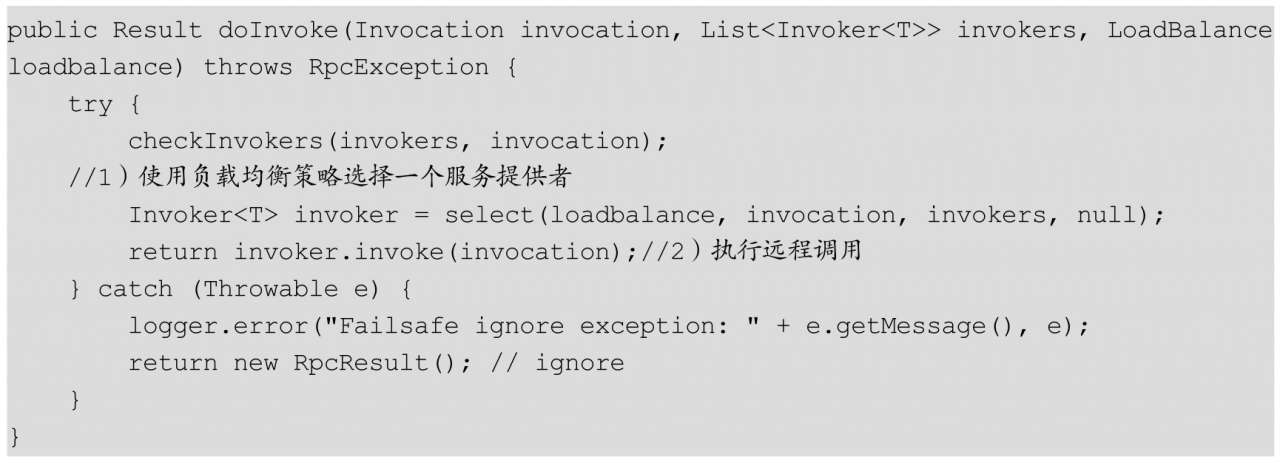 public Result doInvoke(Invocation invocation, List<Invoker<T>> invokers, LoadBalance
loadbalance) throws RpcException {
    try {
        checkInvokers(invokers, invocation);
    //1）使用负载均衡策略选择一个服务提供者
        Invoker<T> invoker = select(loadbalance, invocation, invokers, null);
        return invoker.invoke(invocation);//2）执行远程调用
    } catch (Throwable e) {
        logger.error("Failsafe ignore exception: " + e.getMessage(), e);
        return new RpcResult(); // ignore
    }
}